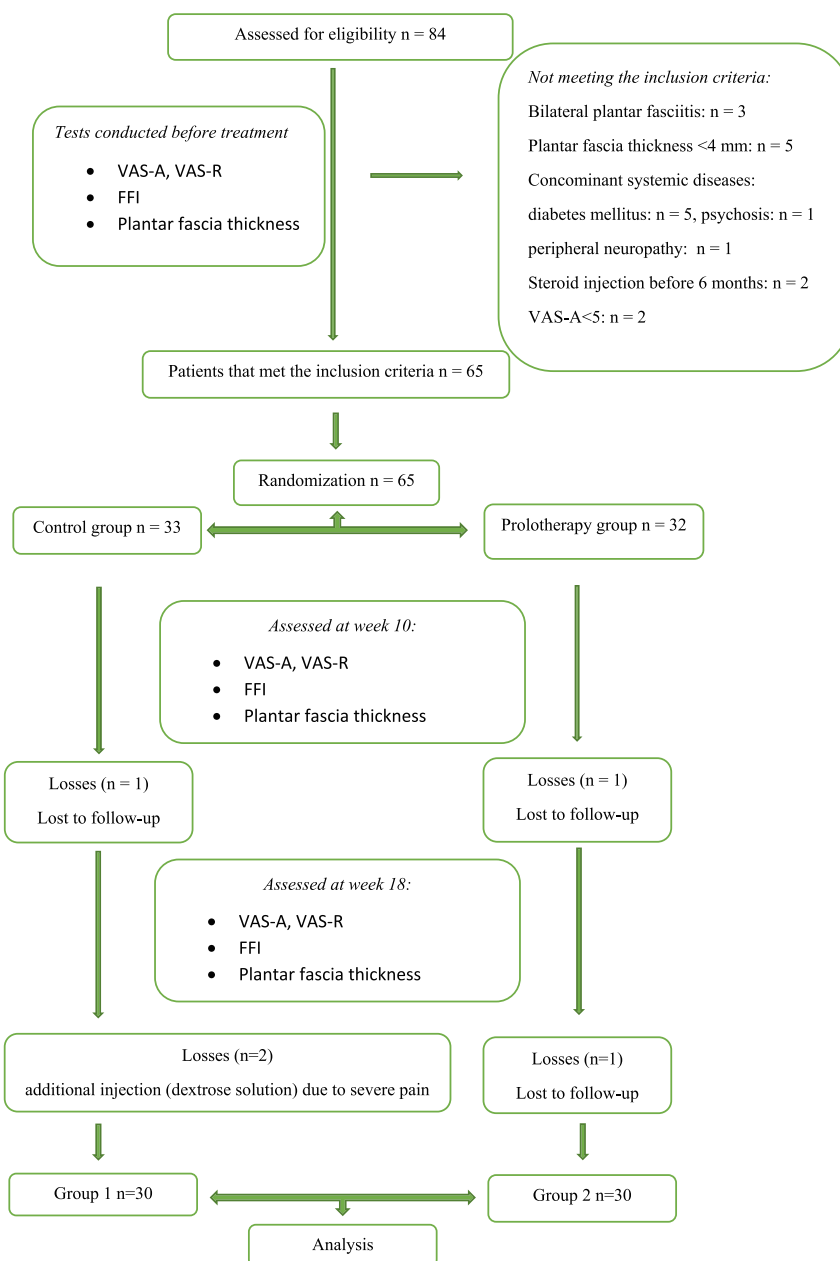 Assessed for eligibility n = 84
Not meeting the inclusion criteria:
Bilateral plantar fasciitis: n = 3
Plantar fascia thickness <4 mm: n = 5
Concominant systemic diseases:
diabetes mellitus: n = 5, psychosis: n = 1
peripheral neuropathy: n = 1
Steroid injection before 6 months: n = 2
VAS-A<5: n = 2
Tests conducted before treatment
• VAS-A, VAS-R
• FFI
• Plantar fascia thickness
Patients that met the inclusion criteria n = 65
Randomization n = 65
Control group n = 33
Prolotherapy group n = 32
Assessed at week 10:
• VAS-A, VAS-R
• FFI
• Plantar fascia thickness
Losses (n = 1)
Lost to follow-up
Losses (n = 1)
Lost to follow-up
Assessed at week 18:
• VAS-A, VAS-R
• FFI
• Plantar fascia thickness
Losses (n=2)
additional injection (dextrose solution) due to severe pain
Losses (n=1)
Lost to follow-up
Group 1 n=30
Group 2 n=30
Analysis